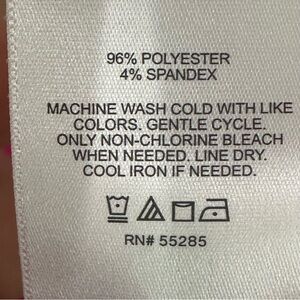 96% POLYESTER
4% SPANDEX
MACHINE WASH COLD WITH LIKE
COLORS. GENTLE CYCLE.
ONLY NON-CHLORINE BLEACH
WHEN NEEDED. LINE DRY.
COOL IRON IF NEEDED.
RN# 55285